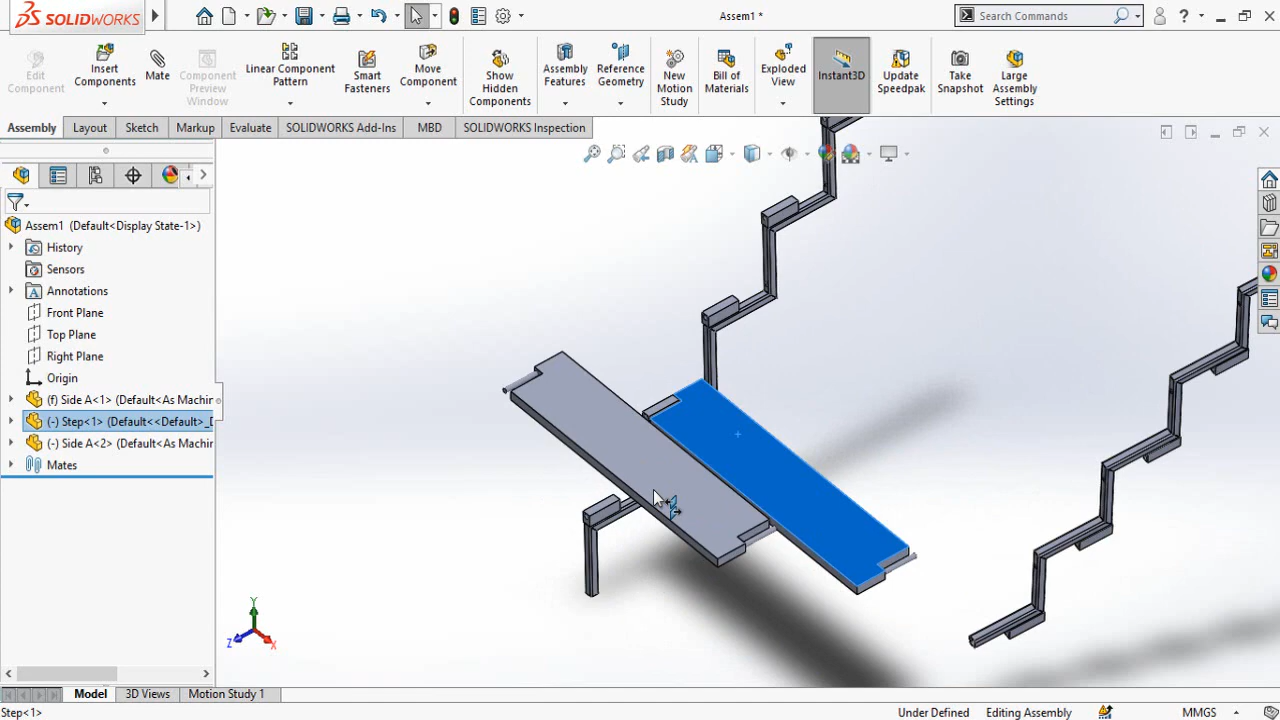 SOLIDWORKS
Assem1 *
Search Commands
?
Edit Component
Insert Components
Mate
Component Preview Window
Linear Component Pattern
Smart Fasteners
Move Component
Show Hidden Components
Assembly Features
Reference Geometry
New Motion Study
Bill of Materials
Exploded View
Instant3D
Update Speedpak
Take Snapshot
Large Assembly Settings
Assembly
Layout
Sketch
Markup
Evaluate
SOLIDWORKS Add-Ins
MBD
SOLIDWORKS Inspection
Assem1 (Default<Display State-1>)
History
Sensors
Annotations
Front Plane
Top Plane
Right Plane
Origin
(f) Side A<1> (Default<As Machin
(-) Step<1> (Default<<Default>_D
(-) Side A<2> (Default<As Machin
Mates
Y
Z
X
Model
3D Views
Motion Study 1
Step<1>
Under Defined
Editing Assembly
MMGS